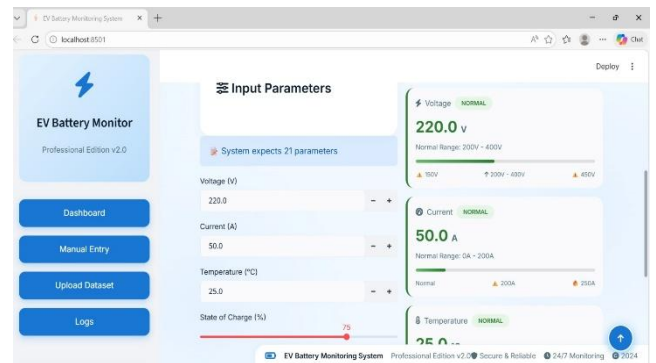 EV Battery Monitoring System
localhost:8501
Chat
Deploy
EV Battery Monitor
Professional Edition v2.0
Dashboard
Manual Entry
Upload Dataset
Logs
Input Parameters
System expects 21 parameters
Voltage (V)
220.0
- +
Current (A)
50.0
- +
Temperature (°C)
25.0
- +
State of Charge (%)
75
Voltage NORMAL
220.0 V
Normal Range: 200V - 400V
150V
200V - 400V
450V
Current NORMAL
50.0 A
Normal Range: 0A - 200A
Normal
200A
250A
Temperature NORMAL
25.0
EV Battery Monitoring System Professional Edition v2.0 Secure & Reliable 24/7 Monitoring 2024